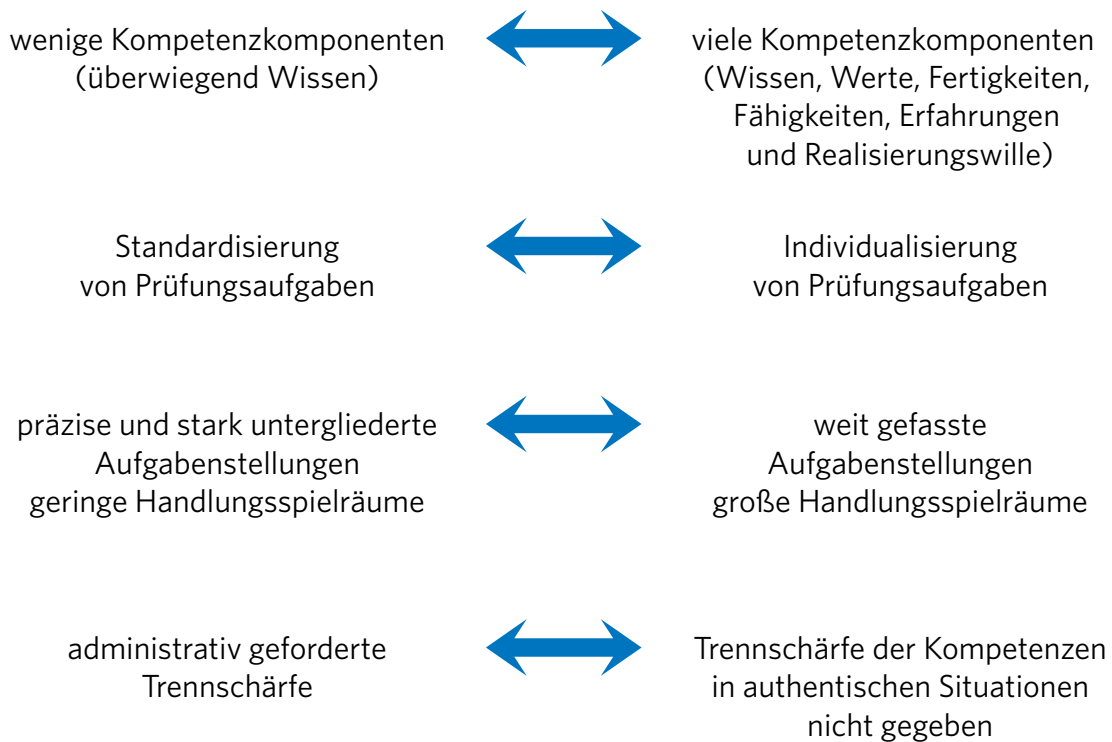 wenige Kompetenzkomponenten
(überwiegend Wissen)
viele Kompetenzkomponenten
(Wissen, Werte, Fertigkeiten,
Fähigkeiten, Erfahrungen
und Realisierungswille)
Standardisierung
von Prüfungsaufgaben
Individualisierung
von Prüfungsaufgaben
präzise und stark untergliederte
Aufgabenstellungen
geringe Handlungsspielräume
weit gefasste
Aufgabenstellungen
große Handlungsspielräume
administrativ geforderte
Trennschärfe
Trennschärfe der Kompetenzen
in authentischen Situationen
nicht gegeben